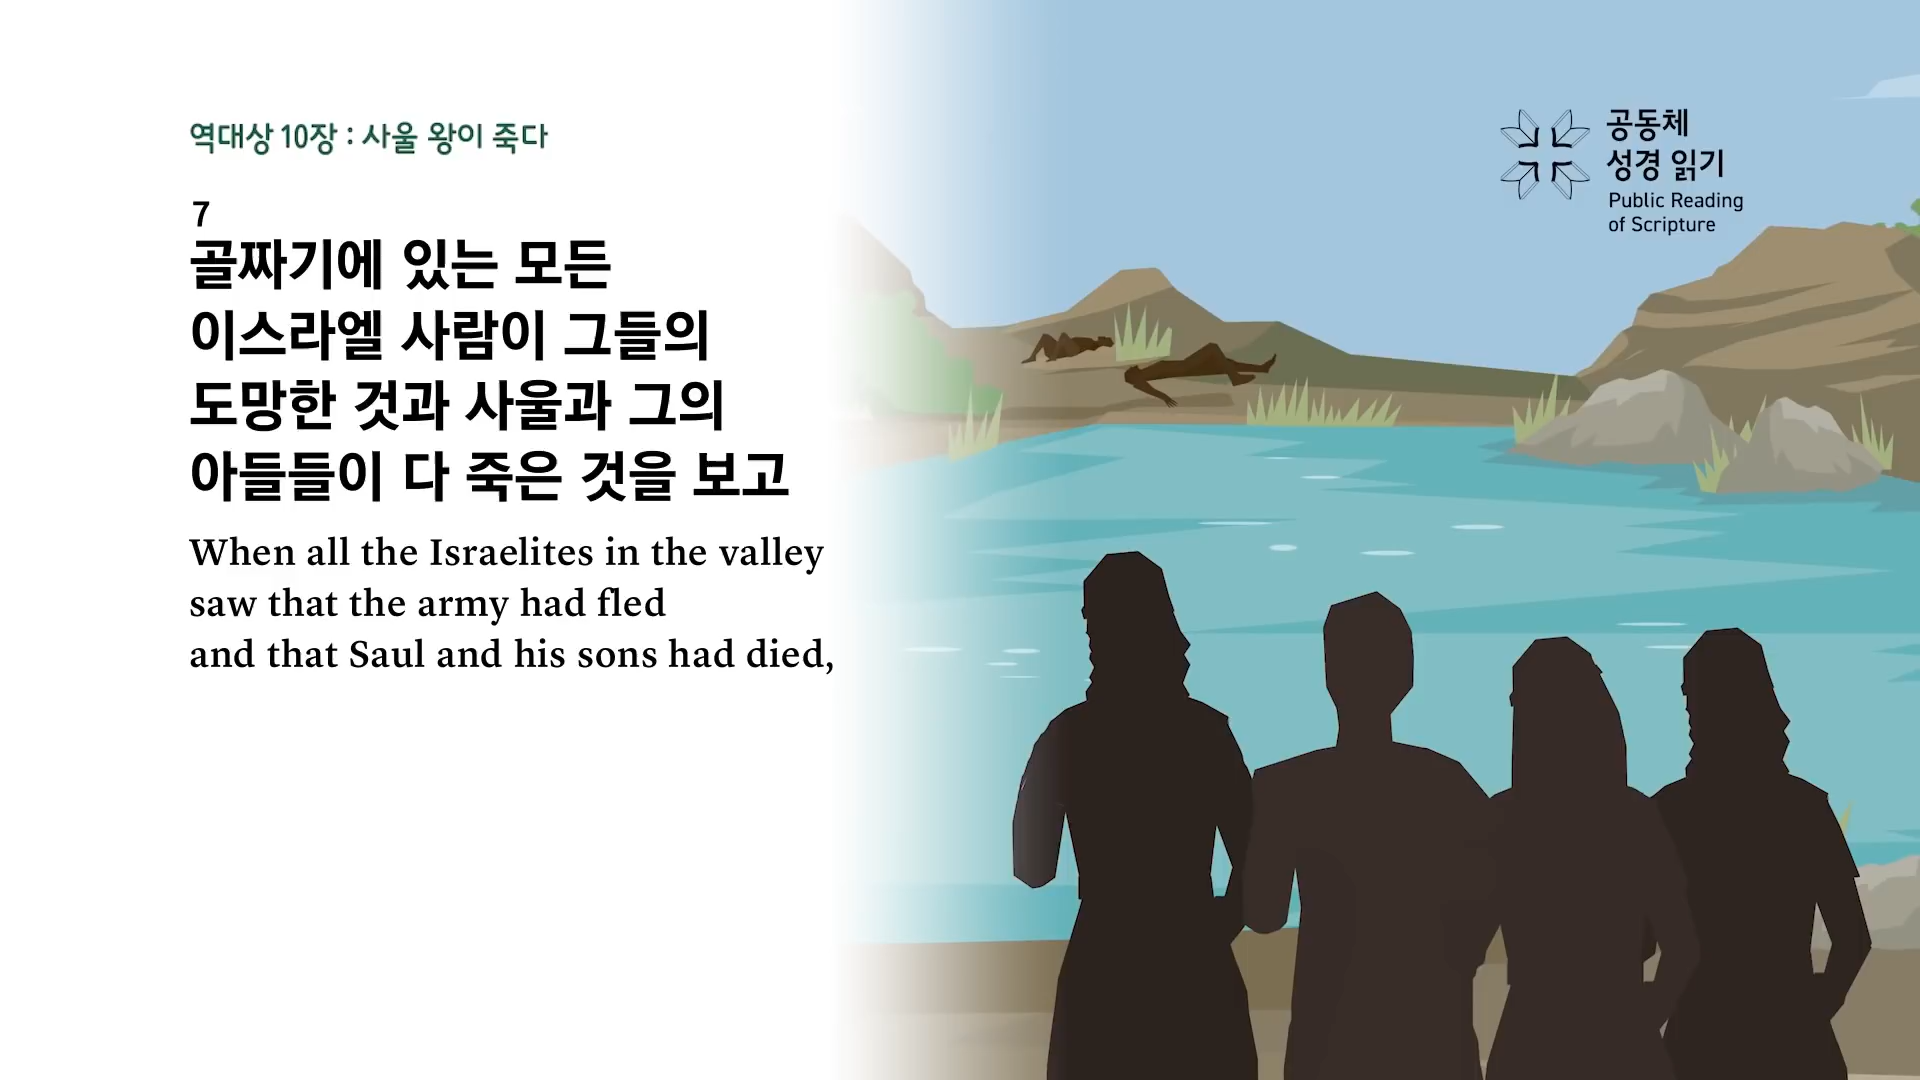 역대상 10장 : 사울 왕이 죽다
7
골짜기에 있는 모든
이스라엘 사람이 그들의
도망한 것과 사울과 그의
아들들이 다 죽은 것을 보고
When all the Israelites in the valley
saw that the army had fled
and that Saul and his sons had died,
공동체
성경 읽기
Public Reading
of Scripture